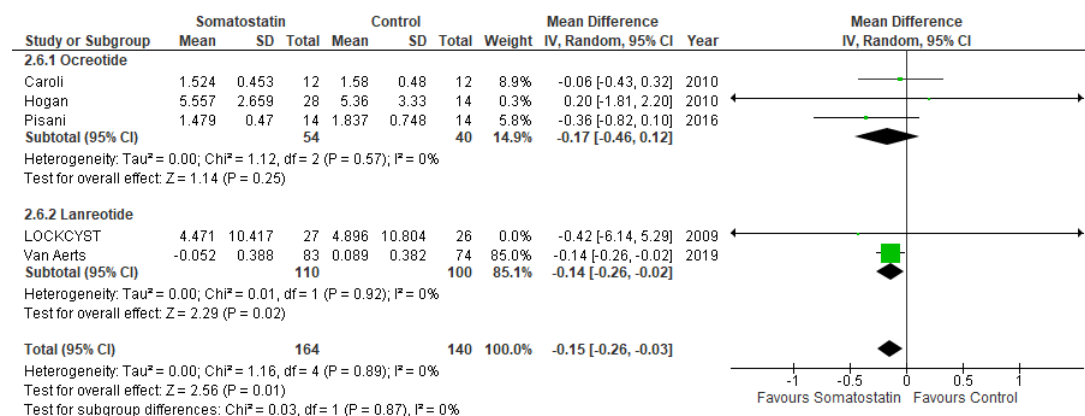 Somatostatin Control Mean Difference Mean Difference
Study or Subgroup Mean SD Total Mean SD Total Weight IV, Random, 95% CI Year IV, Random, 95% CI
2.6.1 Ocreotide
Caroli 1.524 0.453 12 1.58 0.48 12 8.9% -0.06 [-0.43, 0.32] 2010
Hogan 5.557 2.659 28 5.36 3.33 14 0.3% 0.20 [-1.81, 2.20] 2010
Pisani 1.479 0.47 14 1.837 0.748 14 5.8% -0.36 [-0.82, 0.10] 2016
Subtotal (95% CI) 54 40 14.9% -0.17 [-0.46, 0.12]
Heterogeneity: Tau² = 0.00; Chi² = 1.12, df = 2 (P = 0.57); I² = 0%
Test for overall effect: Z = 1.14 (P = 0.25)
2.6.2 Lanreotide
LOCKCYST 4.471 10.417 27 4.896 10.804 26 0.0% -0.42 [-6.14, 5.29] 2009
Van Aerts -0.052 0.388 83 0.089 0.382 74 85.0% -0.14 [-0.26, -0.02] 2019
Subtotal (95% CI) 110 100 85.1% -0.14 [-0.26, -0.02]
Heterogeneity: Tau² = 0.00; Chi² = 0.01, df = 1 (P = 0.92); I² = 0%
Test for overall effect: Z = 2.29 (P = 0.02)
Total (95% CI) 164 140 100.0% -0.15 [-0.26, -0.03]
Heterogeneity: Tau² = 0.00; Chi² = 1.16, df = 4 (P = 0.89); I² = 0%
Test for overall effect: Z = 2.56 (P = 0.01)
Test for subgroup differences: Chi² = 0.03, df = 1 (P = 0.87), I² = 0%
-1 -0.5 0 0.5 1
Favours Somatostatin Favours Control